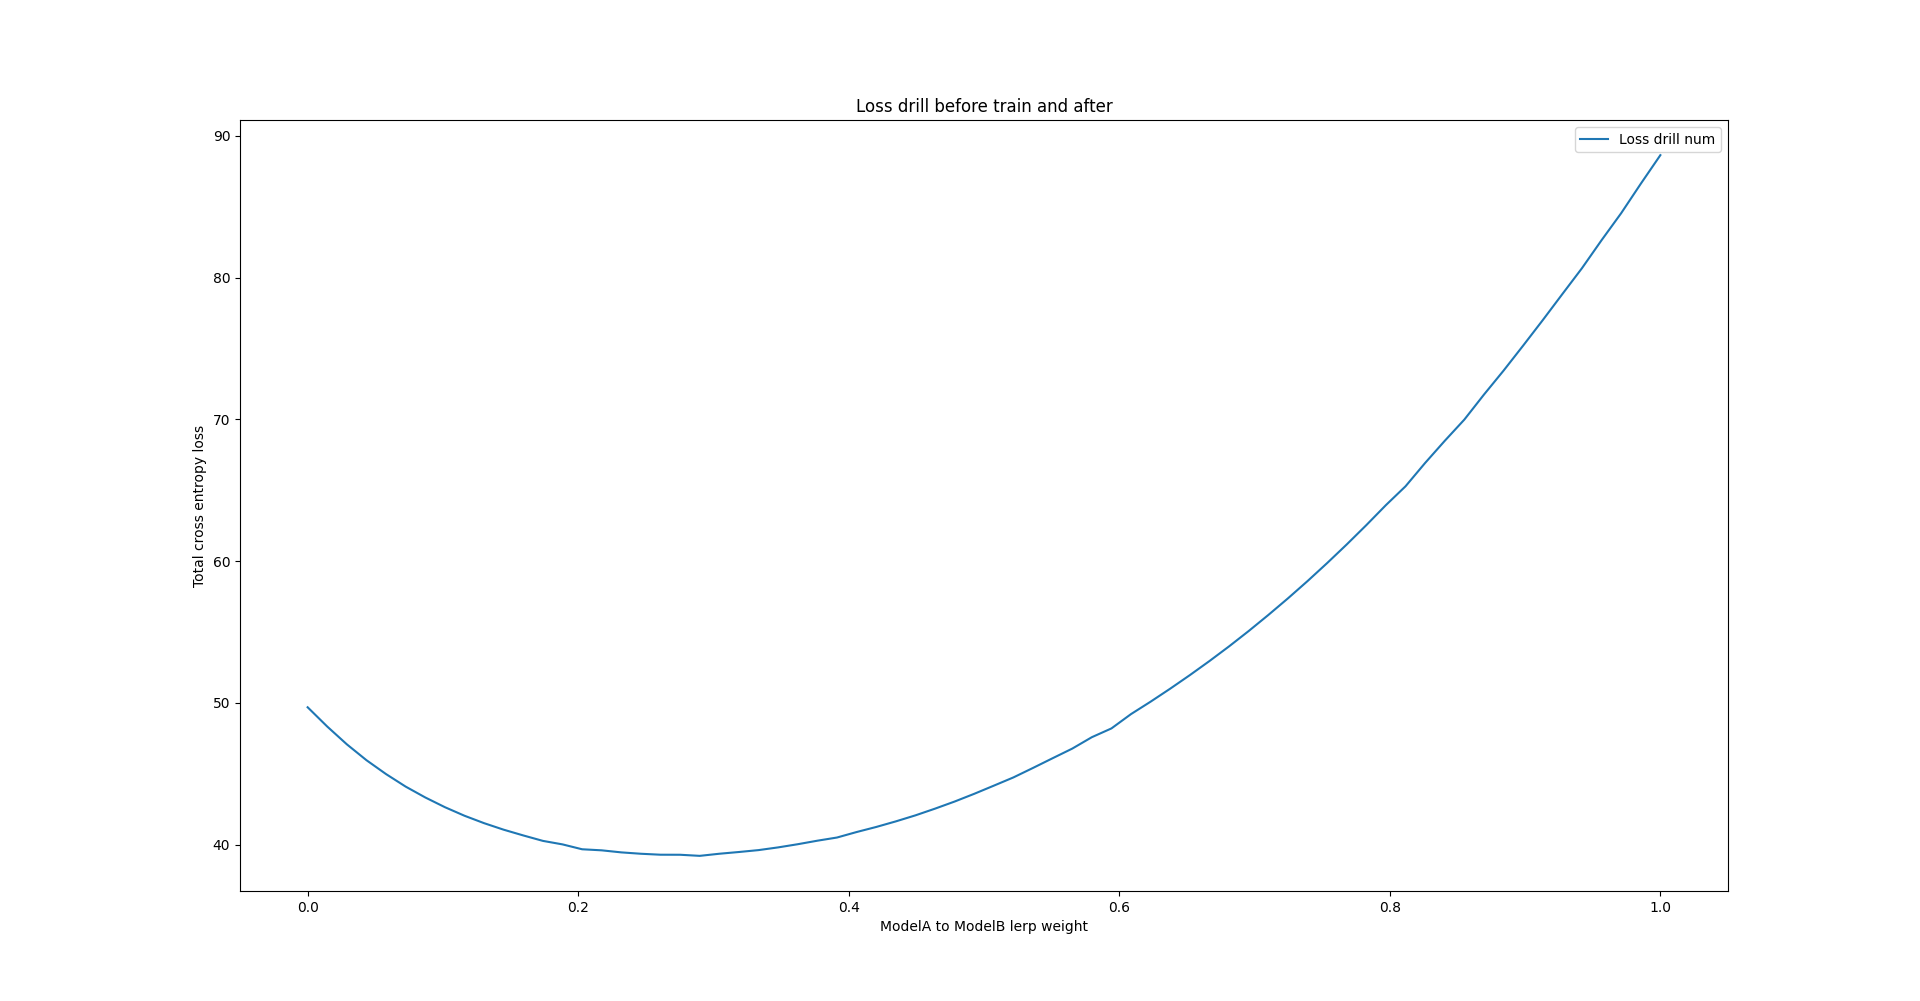 Loss drill before train and after
Loss drill num
Total cross entropy loss
90
80
70
60
50
40
0.0 0.2 0.4 0.6 0.8 1.0
ModelA to ModelB lerp weight